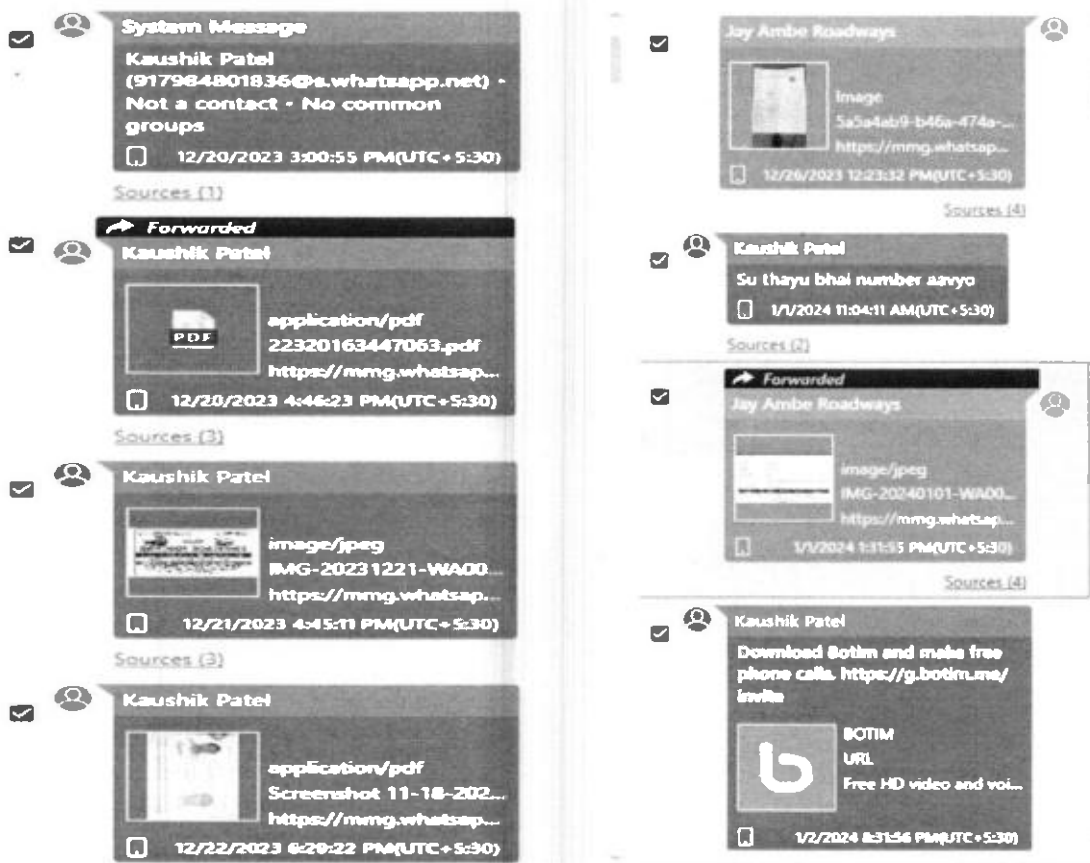 System Message
Kaushik Patel
(917984801836@s.whatsapp.net) -
Not a contact - No common
groups
12/20/2023 3:00:55 PM(UTC+5:30)
Sources (1)
Forwarded
Kaushik Patel
PDF
application/pdf
22320163447063.pdf
https://mmg.whatsap...
12/20/2023 4:46:23 PM(UTC+5:30)
Sources (3)
Kaushik Patel
image/jpeg
IMG-20231221-WA00...
https://mmg.whatsap...
12/21/2023 4:45:11 PM(UTC+5:30)
Sources (3)
Kaushik Patel
application/pdf
Screenshot 11-18-202...
https://mmg.whatsap...
12/22/2023 6:29:22 PM(UTC+5:30)
Jay Ambe Roadways
Image
5a5a4ab9-b46a-474a-...
https://mmg.whatsap...
12/26/2023 12:23:32 PM(UTC+5:30)
Sources (4)
Kaushik Patel
Su thayu bhai number aavyo
1/1/2024 11:04:11 AM(UTC+5:30)
Sources (2)
Forwarded
Jay Ambe Roadways
image/jpeg
IMG-20240101-WA00...
https://mmg.whatsap...
1/1/2024 1:31:55 PM(UTC+5:30)
Sources (4)
Kaushik Patel
Download Botim and make free
phone calls. https://g.botim.me/
invite
BOTIM
URL
Free HD video and voi...
1/2/2024 8:31:56 PM(UTC+5:30)